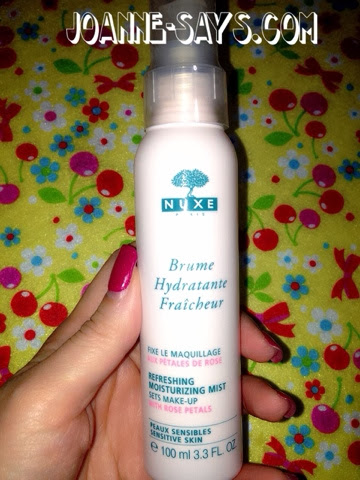 JOANNE-SAYS.COM
NUXE
Brume
Hydratante
Fraîcheur
FIXE LE MAQUILLAGE
AUX PÉTALES DE ROSE
REFRESHING
MOISTURIZING MIST
SETS MAKE-UP
WITH ROSE PETALS
PEAUX SENSIBLES
SENSITIVE SKIN
e 100 ml 3.3 FL. OZ